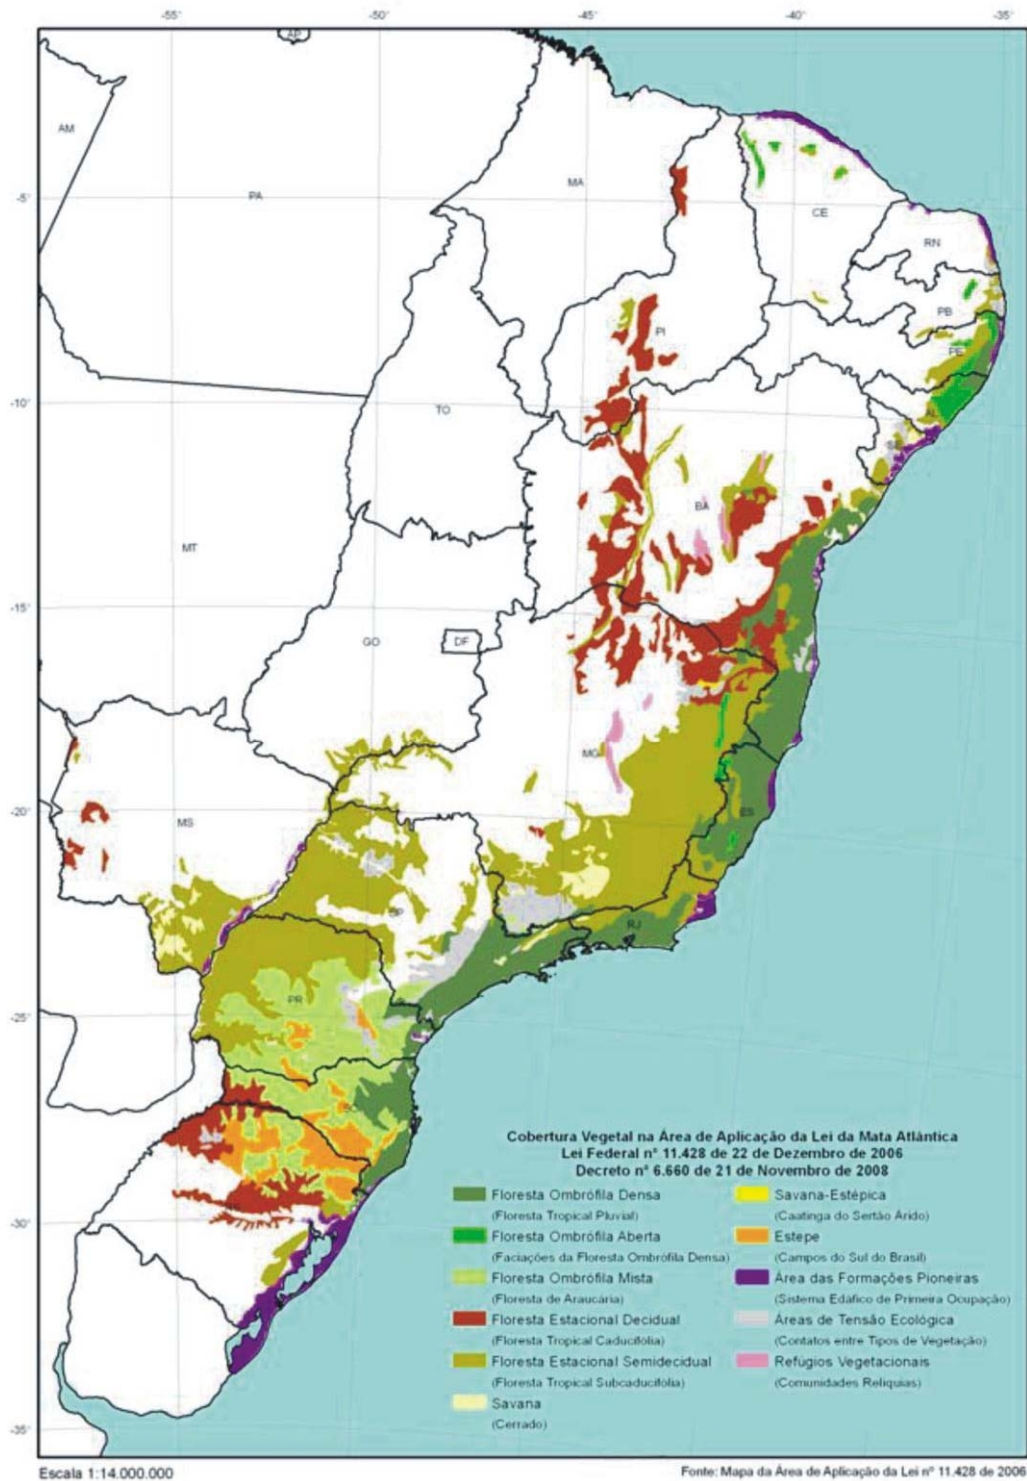 -55°
-50°
-45°
-40°
-35°
AP
AM
MA
PA
-5°
CE
RN
PB
PI
PE
-10°
TO
AL
SE
BA
MT
-15°
GO
DF
MG
ES
-20°
MS
SP
RJ
PR
-25°
SC
Cobertura Vegetal na Área de Aplicação da Lei da Mata Atlântica
Lei Federal nº 11.428 de 22 de Dezembro de 2006
Decreto nº 6.660 de 21 de Novembro de 2008
Floresta Ombrófila Densa
(Floresta Tropical Pluvial)
Floresta Ombrófila Aberta
(Faciações da Floresta Ombrófila Densa)
Floresta Ombrófila Mista
(Floresta de Araucária)
Floresta Estacional Decidual
(Floresta Tropical Caducifólia)
Floresta Estacional Semidecidual
(Floresta Tropical Subcaducifólia)
Savana
(Cerrado)
Savana-Estépica
(Caatinga do Sertão Árido)
Estepe
(Campos do Sul do Brasil)
Área das Formações Pioneiras
(Sistema Edáfico de Primeira Ocupação)
Áreas de Tensão Ecológica
(Contatos entre Tipos de Vegetação)
Refúgios Vegetacionais
(Comunidades Relíquias)
-30°
-35°
Escala 1:14.000.000
Fonte: Mapa da Área de Aplicação da Lei nº 11.428 de 2006